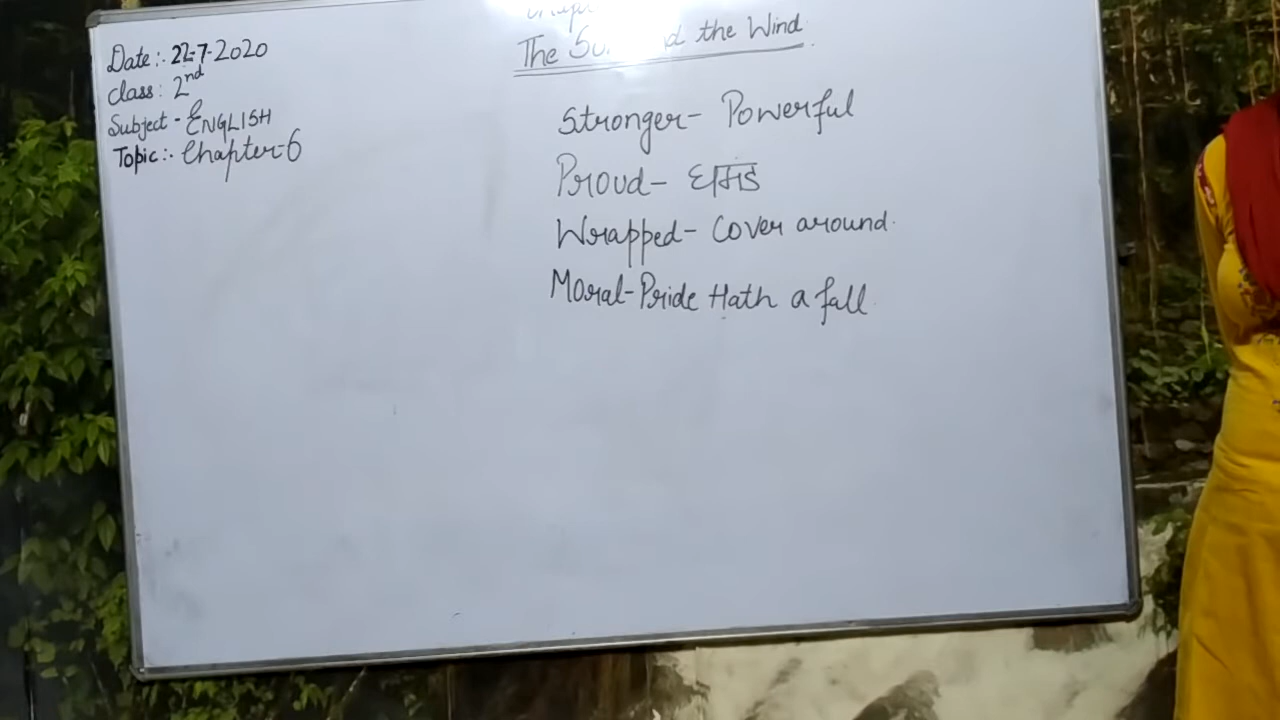 Date:- 22-7-2020
Class: 2nd
Subject - ENGLISH
Topic:- Chapter-6
The the Wind
Stronger- Powerful
Proud- घमंड
Wrapped- Cover around.
Moral-Pride Hath a fall.